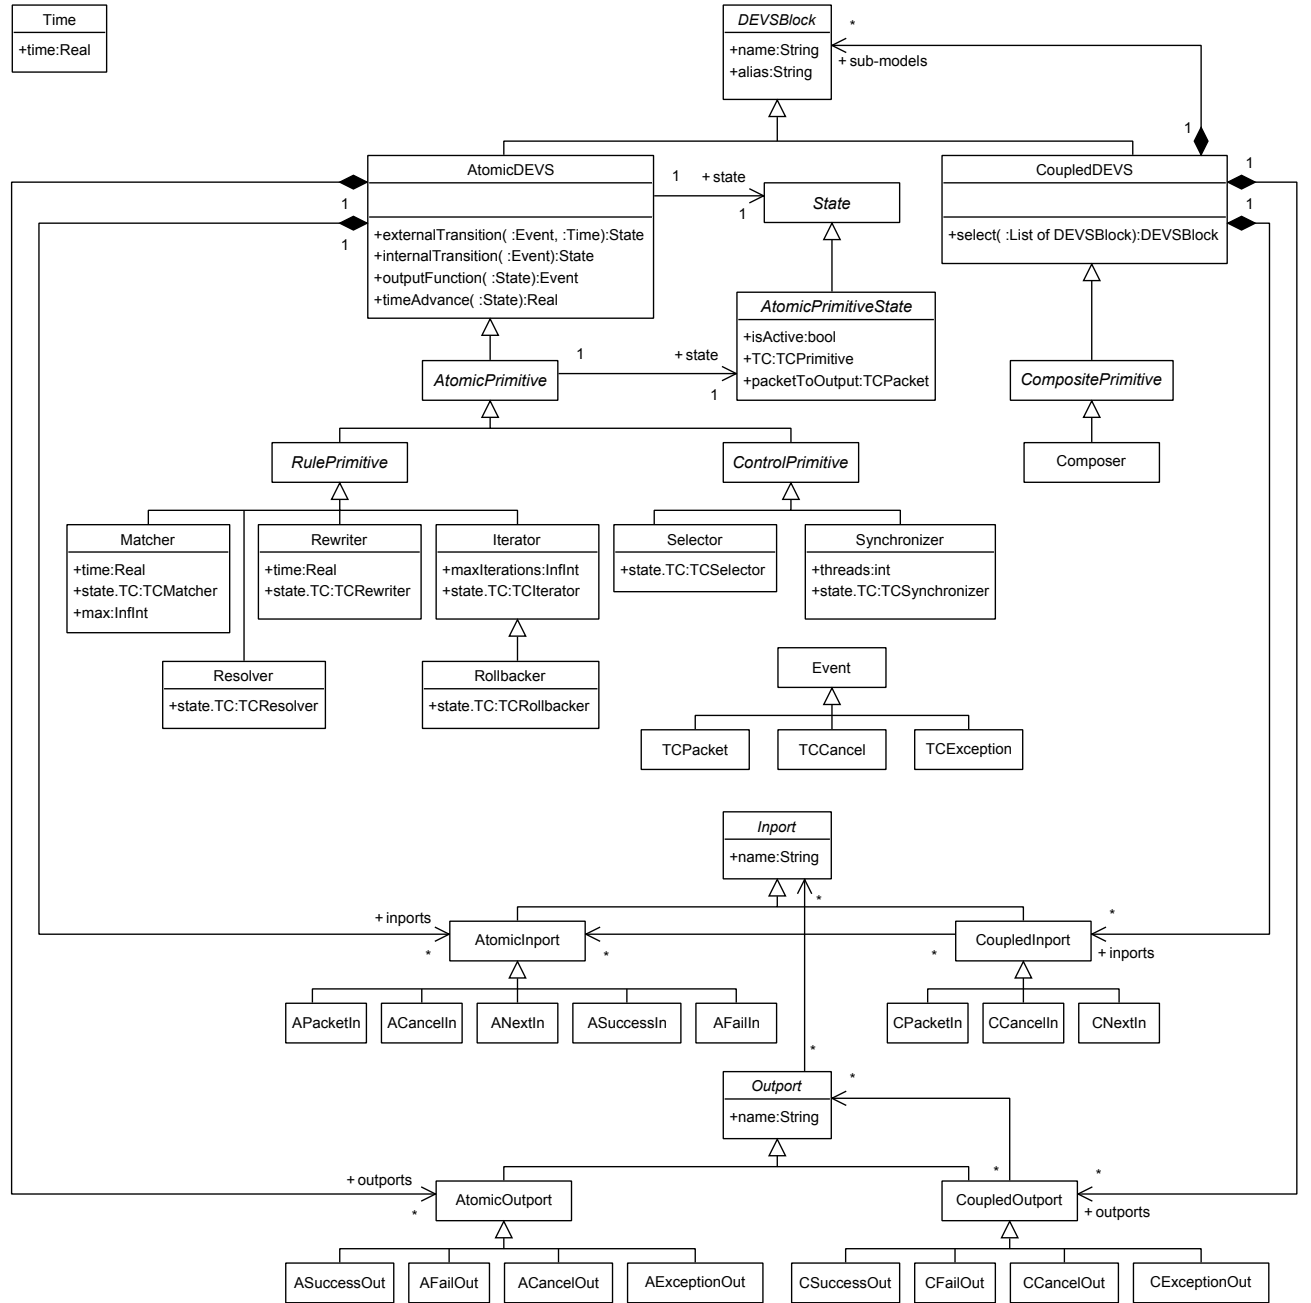 Time
+time:Real
DEVSBlock
+name:String
+alias:String
*
+ sub-models
1
AtomicDEVS
+externalTransition( :Event, :Time):State
+internalTransition( :Event):State
+outputFunction( :State):Event
+timeAdvance( :State):Real
1
1
1
+ state
1
State
CoupledDEVS
+select( :List of DEVSBlock):DEVSBlock
1
1
AtomicPrimitiveState
+isActive:bool
+TC:TCPrimitive
+packetToOutput:TCPacket
AtomicPrimitive
1
+ state
1
CompositePrimitive
RulePrimitive
ControlPrimitive
Composer
Matcher
+time:Real
+state.TC:TCMatcher
+max:InfInt
Rewriter
+time:Real
+state.TC:TCRewriter
Iterator
+maxIterations:InfInt
+state.TC:TCIterator
Selector
+state.TC:TCSelector
Synchronizer
+threads:int
+state.TC:TCSynchronizer
Resolver
+state.TC:TCResolver
Rollbacker
+state.TC:TCRollbacker
Event
TCPacket
TCCancel
TCException
Inport
+name:String
*
+ inports
*
AtomicInport
*
*
CoupledInport
*
+ inports
APacketIn
ACancelIn
ANextIn
ASuccessIn
AFailIn
CPacketIn
CCancelIn
CNextIn
*
Outport
+name:String
*
*
+ outports
*
AtomicOutport
CoupledOutport
*
+ outports
ASuccessOut
AFailOut
ACancelOut
AExceptionOut
CSuccessOut
CFailOut
CCancelOut
CExceptionOut